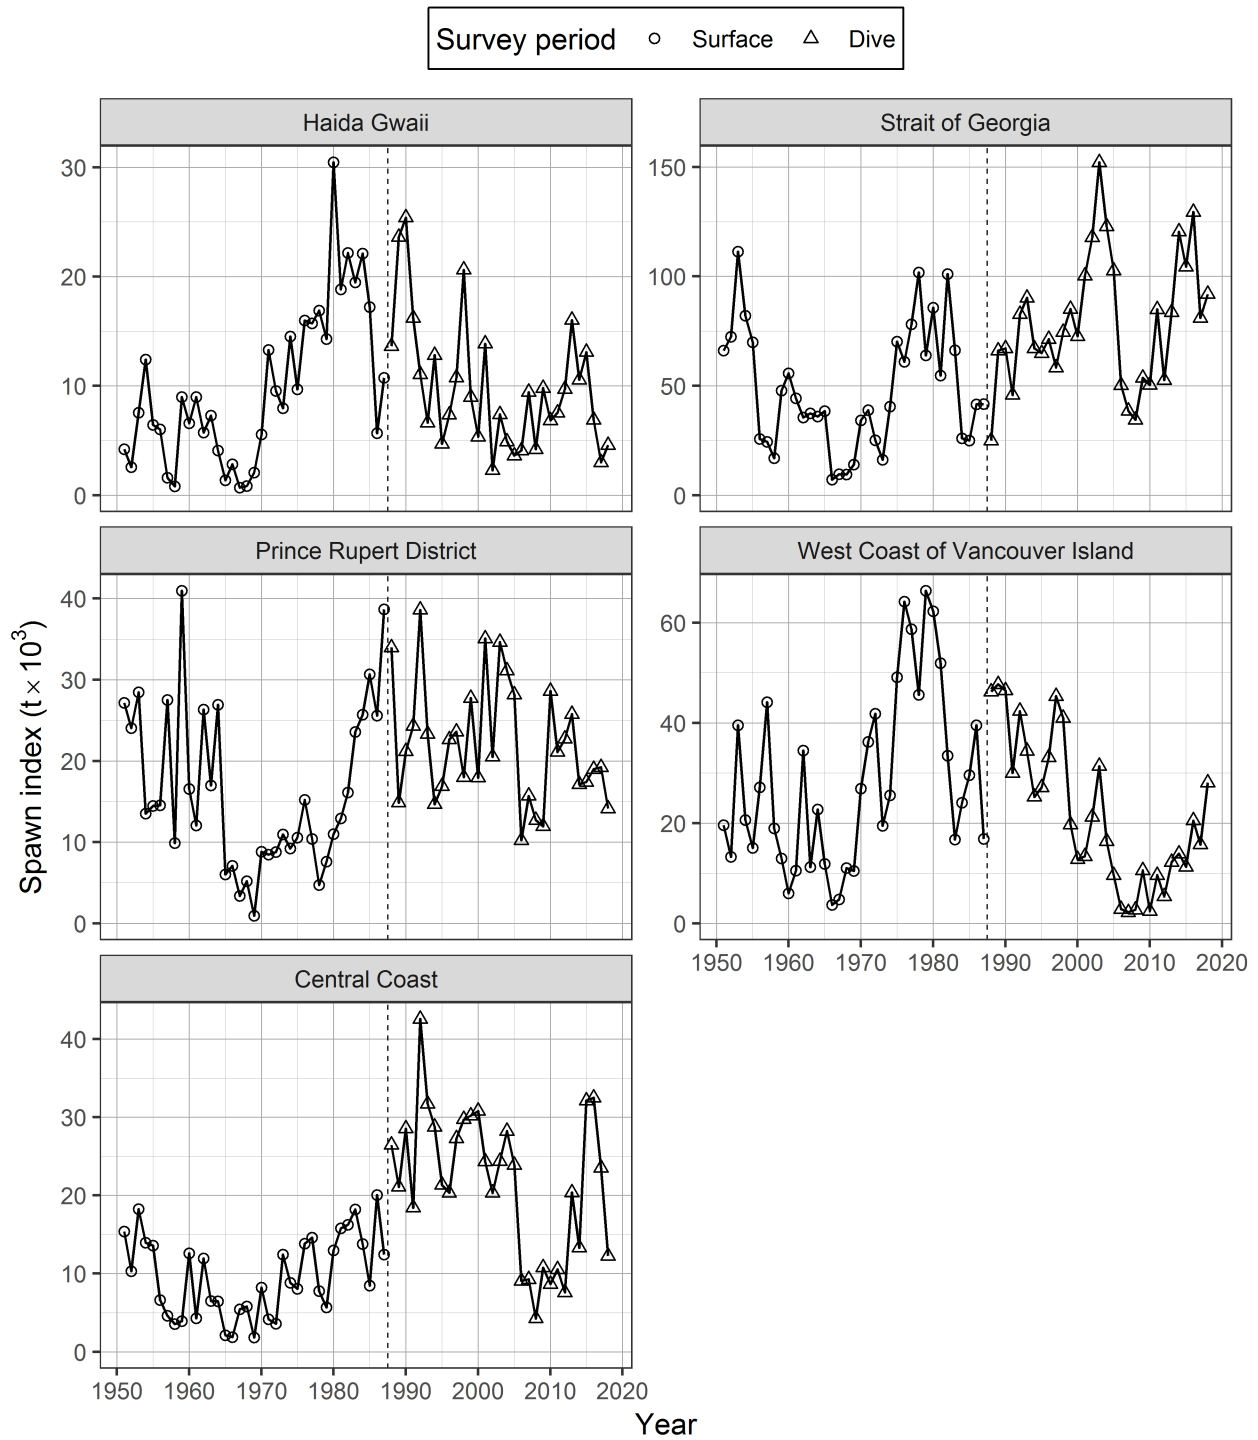 Survey period Surface Dive
Haida Gwaii
30
20
10
0
Strait of Georgia
150
100
50
0
Prince Rupert District
40
30
20
10
0
West Coast of Vancouver Island
60
40
20
0
1950 1960 1970 1980 1990 2000 2010 2020
Central Coast
40
30
20
10
0
1950 1960 1970 1980 1990 2000 2010 2020
Spawn index (t × 10³)
Year